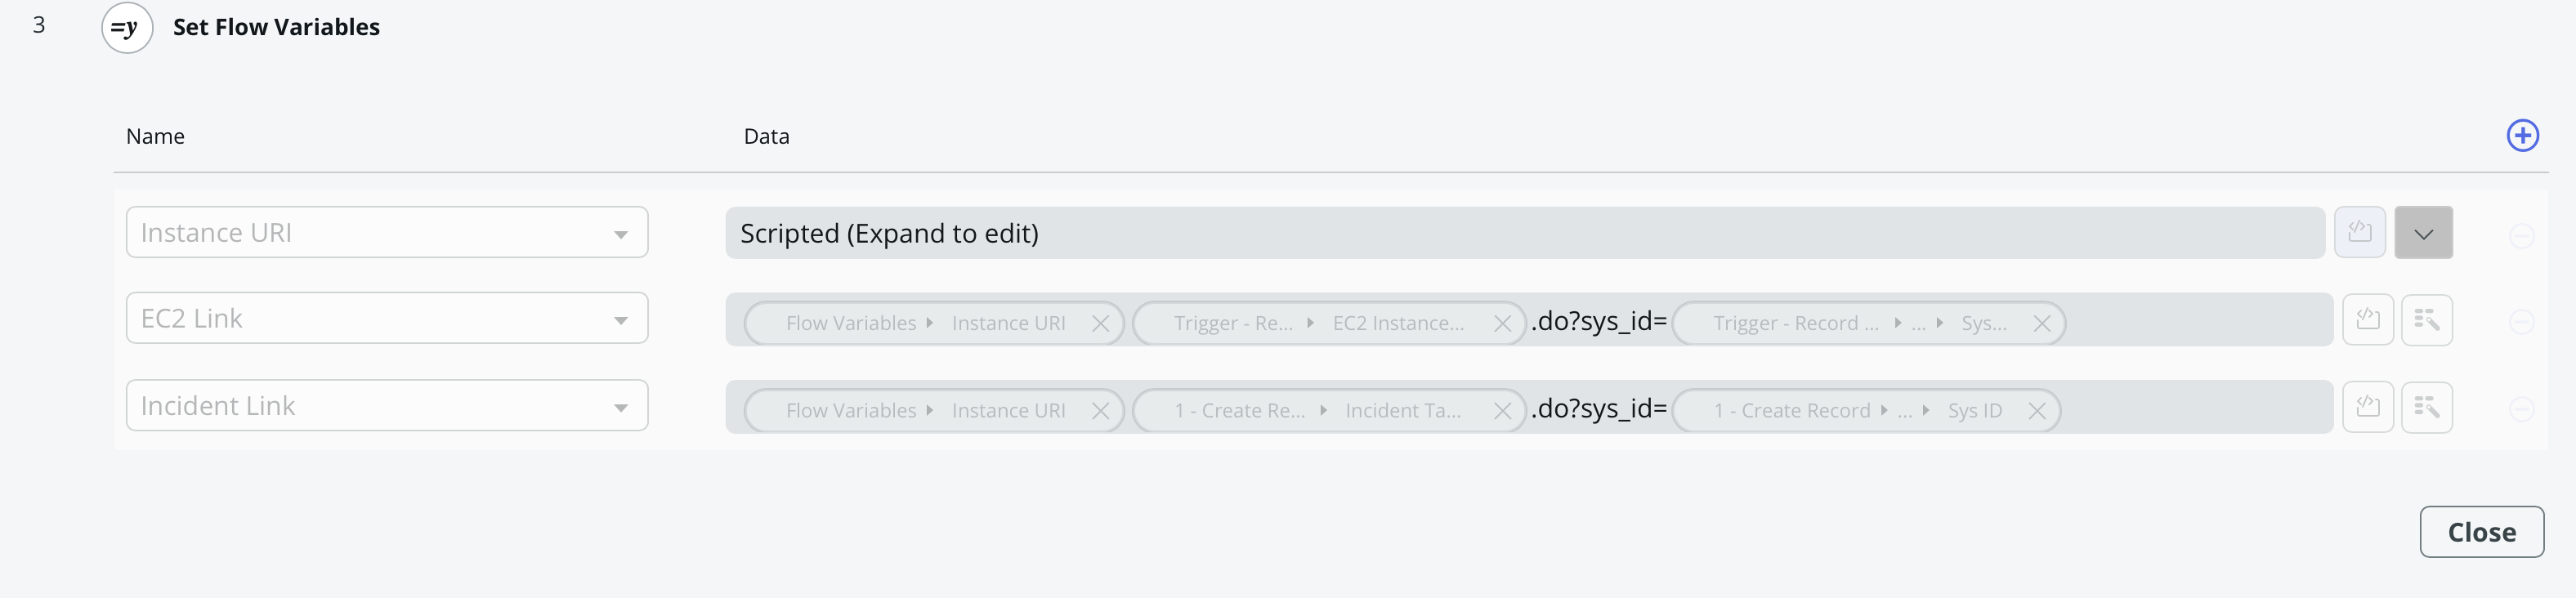 3 =y Set Flow Variables
Name Data
Instance URI Scripted (Expand to edit)
EC2 Link Flow Variables Instance URI Trigger - Re... EC2 Instance... .do?sys_id= Trigger - Record ... ... Sys...
Incident Link Flow Variables Instance URI 1 - Create Re... Incident Ta... .do?sys_id= 1 - Create Record ... Sys ID
Close